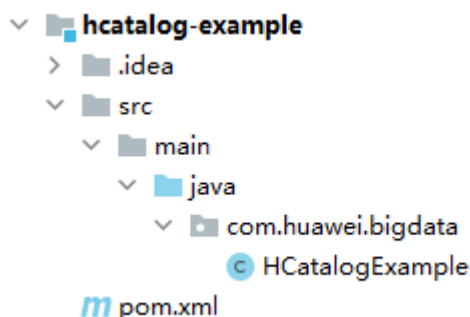 hcatalog-example
.idea
src
main
java
com.huawei.bigdata
C HCatalogExample
m pom.xml